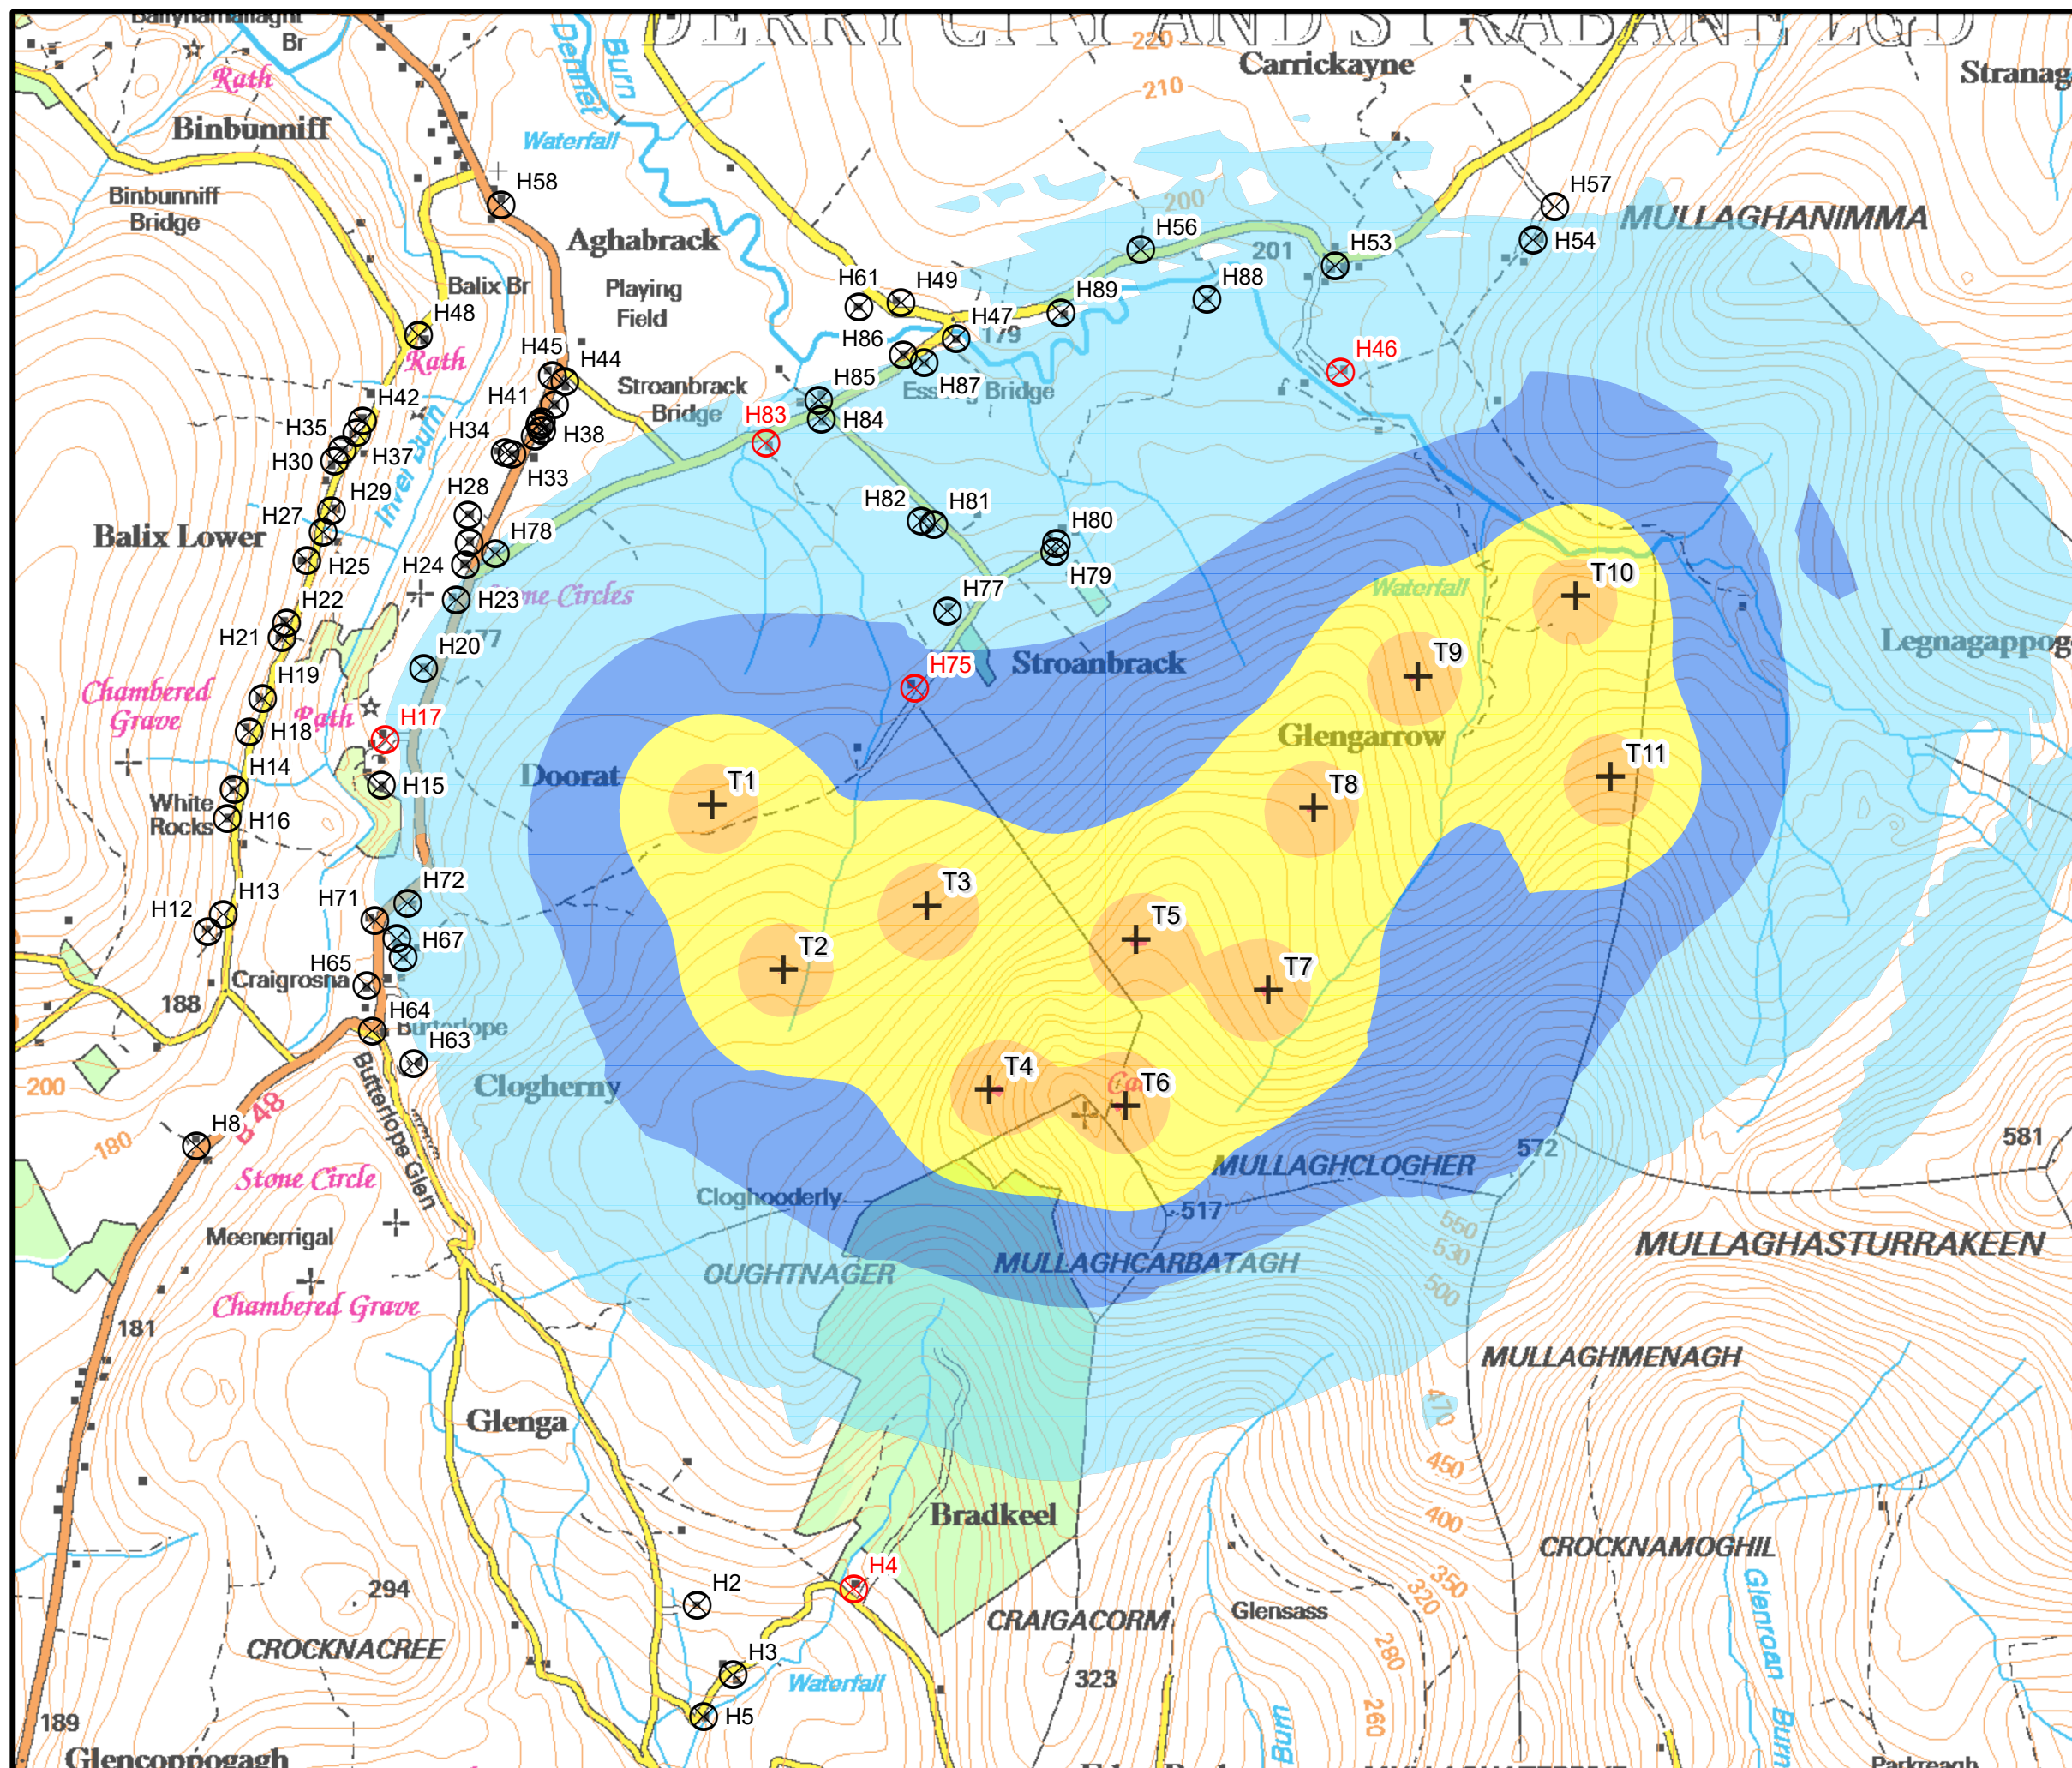 Ballynamallaght
Br
DERRY CITY AND STRABANE LGD
Dennet
Burn
220
210
Carrickayne
Rath
Binbunniff
Waterfall
Binbunniff
Bridge
H58
Aghabrack
200
H57
H56
201
H53
H54
MULLAGHANIMMA
Balix Br
Playing
Field
H61
H49
H89
H88
H48
H47
179
H86
H46
Rath
H45
H44
Stroanbrack
Bridge
H85
H87
Bridge
H42
H41
H83
H84
H35
H34
H38
H30
H37
H33
Inver Burn
H29
H28
H82
H81
H27
Balix Lower
H78
H80
H25
H24
H79
T10
Waterfall
H22
H23
H77
H21
177
H20
Legnagappog
Stroanbrack
H75
T9
H19
Chambered
Grave
Rath
H17
H18
Glengarrow
H14
Doorat
T1
T8
T11
H15
White
Rocks
H16
H72
H13
H71
H12
T3
H67
T5
T2
H65
Craigrosna
T7
188
H64
Butterlope
H63
T4
200
Clogherny
T6
Butterlope Glen
B 48
H8
180
572
581
MULLAGHCLOGHER
Stone Circle
Cloghooderly
517
550
530
500
Meenerrigal
MULLAGHASTURRAKEEN
MULLAGHCARBATAGH
OUGHTNAGER
Chambered Grave
181
MULLAGHMENAGH
470
Glenga
450
Bradkeel
400
CROCKNAMOGHIL
H4
350
320
294
H2
Glensass
CRAIGACORM
Glenroan
Burn
CROCKNACREE
H3
280
Waterfall
323
189
H5
260
Burn
Glencoppogagh